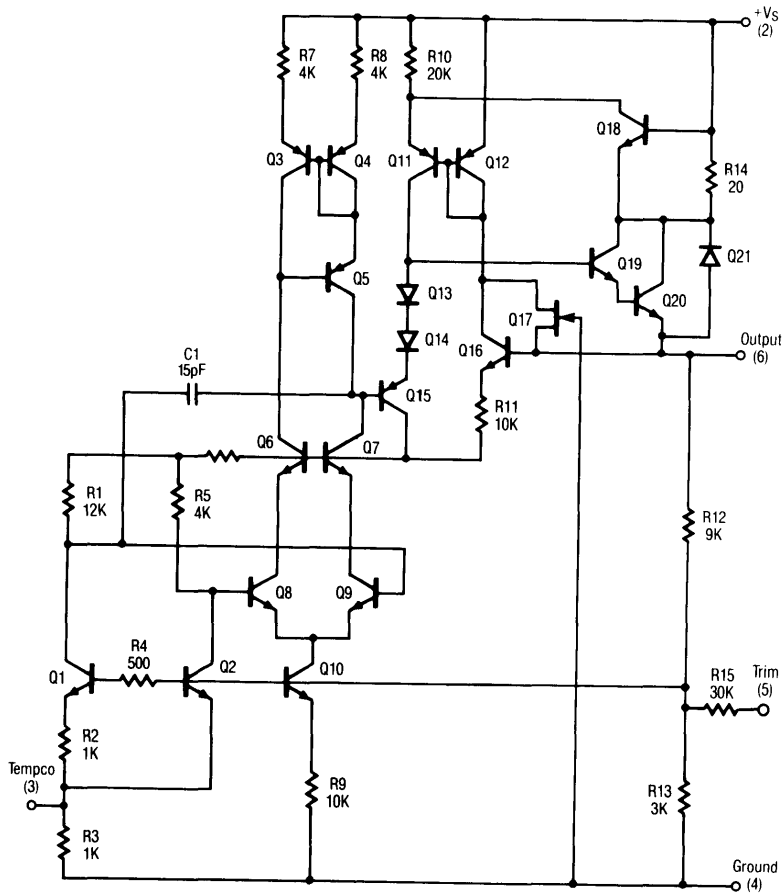 +VS
(2)
R7
4K
R8
4K
R10
20K
Q18
Q3
Q4
Q11
Q12
R14
20
Q5
Q13
Q19
Q20
Q21
Q14
Q17
Q16
Output
(6)
C1
15pF
Q15
R11
10K
Q6
Q7
R1
12K
R5
4K
R12
9K
Q8
Q9
R4
500
Q1
Q2
Q10
R15
30K
Trim
(5)
R2
1K
Tempco
(3)
R9
10K
R13
3K
R3
1K
Ground
(4)